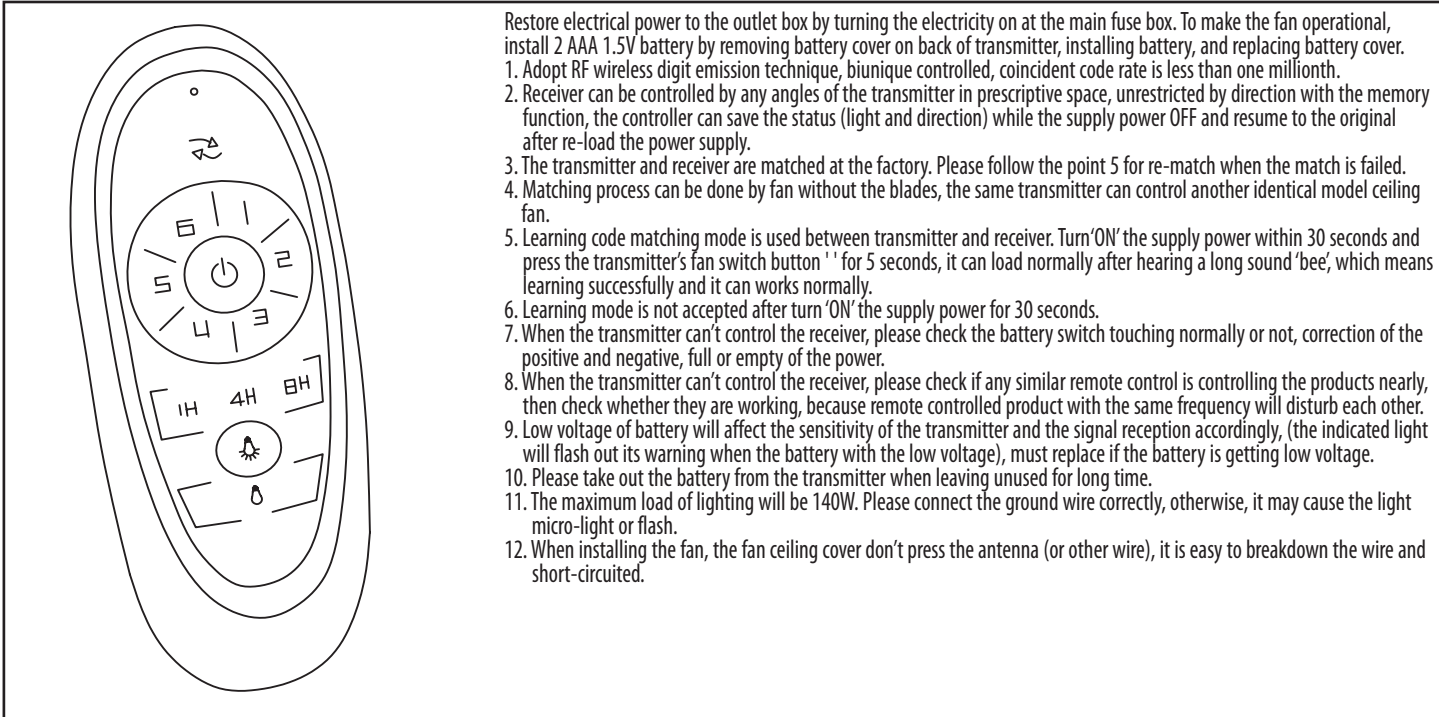 6
1
5
2
4
3
1H
4H
8H
Restore electrical power to the outlet box by turning the electricity on at the main fuse box. To make the fan operational,
install 2 AAA 1.5V battery by removing battery cover on back of transmitter, installing battery, and replacing battery cover.
1. Adopt RF wireless digit emission technique, biunique controlled, coincident code rate is less than one millionth.
2. Receiver can be controlled by any angles of the transmitter in prescriptive space, unrestricted by direction with the memory
function, the controller can save the status (light and direction) while the supply power OFF and resume to the original
after re-load the power supply.
3. The transmitter and receiver are matched at the factory. Please follow the point 5 for re-match when the match is failed.
4. Matching process can be done by fan without the blades, the same transmitter can control another identical model ceiling
fan.
5. Learning code matching mode is used between transmitter and receiver. Turn ‘ON’ the supply power within 30 seconds and
press the transmitter’s fan switch button ' ' for 5 seconds, it can load normally after hearing a long sound ‘bee’, which means
learning successfully and it can works normally.
6. Learning mode is not accepted after turn ‘ON’ the supply power for 30 seconds.
7. When the transmitter can’t control the receiver, please check the battery switch touching normally or not, correction of the
positive and negative, full or empty of the power.
8. When the transmitter can’t control the receiver, please check if any similar remote control is controlling the products nearly,
then check whether they are working, because remote controlled product with the same frequency will disturb each other.
9. Low voltage of battery will affect the sensitivity of the transmitter and the signal reception accordingly, (the indicated light
will flash out its warning when the battery with the low voltage), must replace if the battery is getting low voltage.
10. Please take out the battery from the transmitter when leaving unused for long time.
11. The maximum load of lighting will be 140W. Please connect the ground wire correctly, otherwise, it may cause the light
micro-light or flash.
12. When installing the fan, the fan ceiling cover don’t press the antenna (or other wire), it is easy to breakdown the wire and
short-circuited.